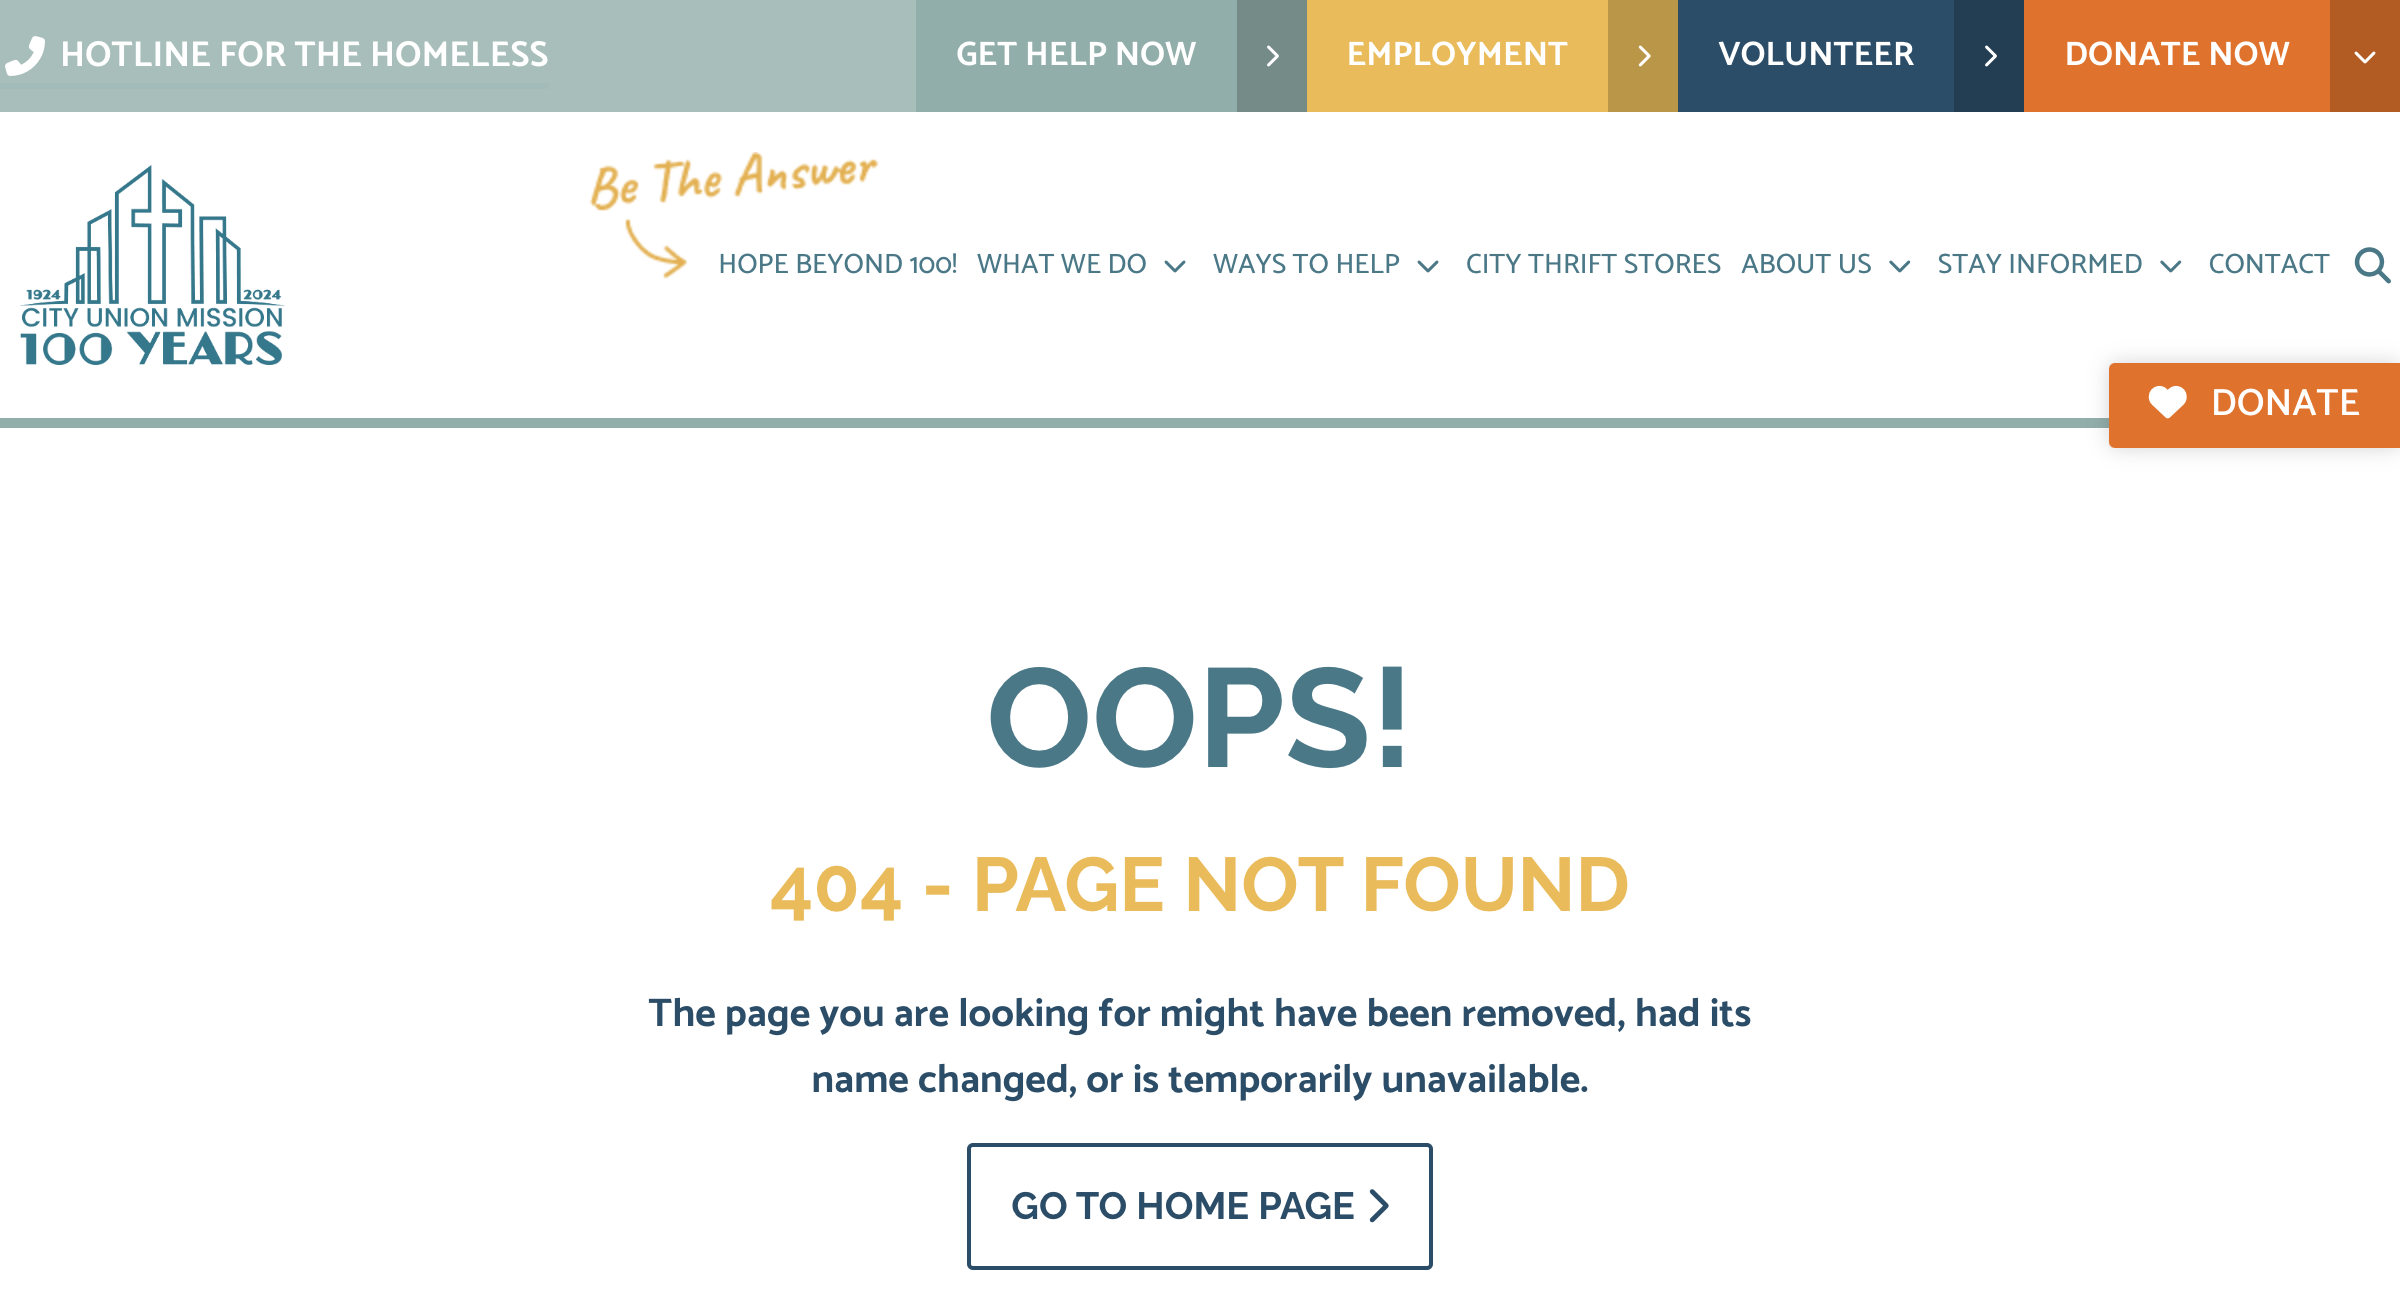 HOTLINE FOR THE HOMELESS
GET HELP NOW
EMPLOYMENT
VOLUNTEER
DONATE NOW
Be The Answer
1924 2024
CITY UNION MISSION
100 YEARS
HOPE BEYOND 100!
WHAT WE DO
WAYS TO HELP
CITY THRIFT STORES
ABOUT US
STAY INFORMED
CONTACT
DONATE
OOPS!
404 - PAGE NOT FOUND
The page you are looking for might have been removed, had its
name changed, or is temporarily unavailable.
GO TO HOME PAGE